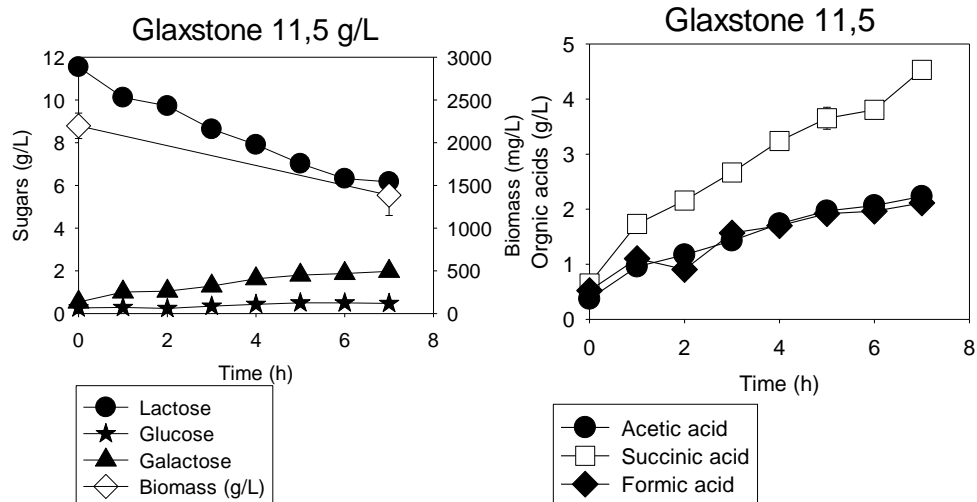 Glaxstone 11,5 g/L
12
10
8
6
4
2
0
Sugars (g/L)
3000
2500
2000
1500
1000
500
0
Biomass (mg/L)
0 2 4 6 8
Time (h)
Lactose
Glucose
Galactose
Biomass (g/L)
Glaxstone 11,5
5
4
3
2
1
0
Orgnic acids (g/L)
0 2 4 6 8
Time (h)
Acetic acid
Succinic acid
Formic acid